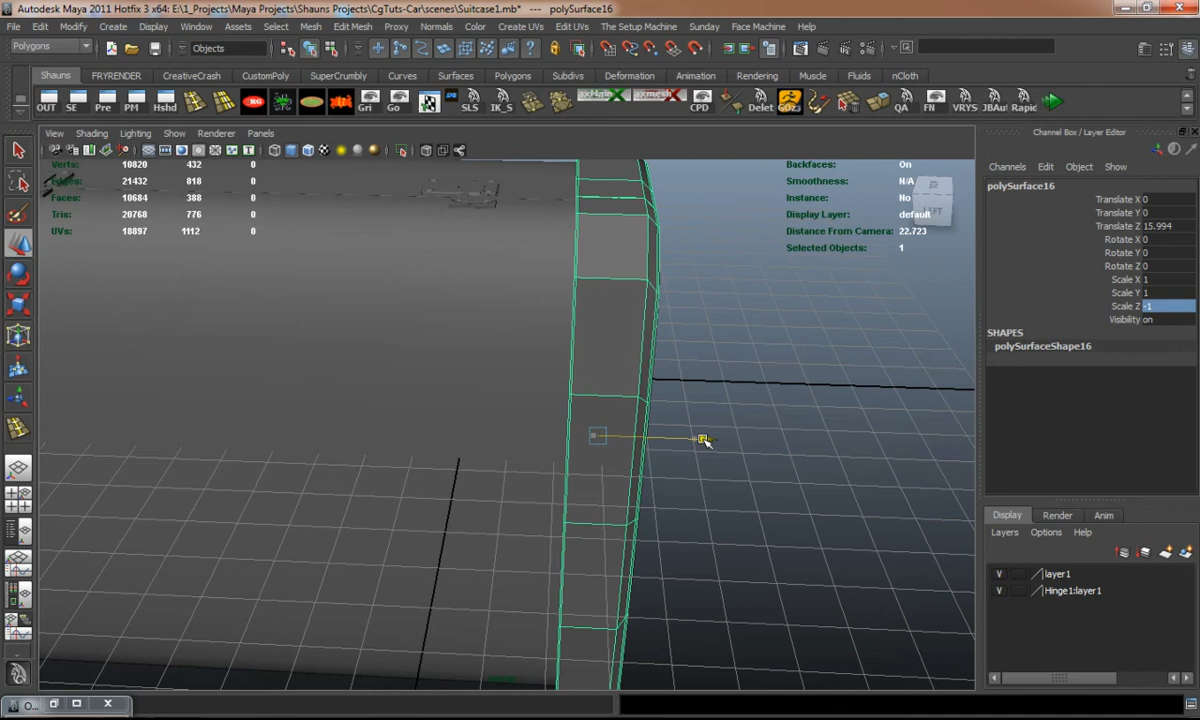 Autodesk Maya 2011 Hotfix 3 x64: E:\1_Projects\Maya Projects\Shauns Projects\CgTuts-Car\scenes\Suitcase1.mb* --- polySurface16
File Edit Modify Create Display Window Assets Select Mesh Edit Mesh Proxy Normals Color Create UVs Edit UVs The Setup Machine Sunday Face Machine Help
Polygons Objects
Shauns FRYRENDER CreativeCrash CustomPoly SuperCrumbly Curves Surfaces Polygons Subdivs Deformation Animation Rendering Muscle Fluids nCloth
OUT SE Pre PM Hshd Gri Go SLS IK_S CPD Delet GOZ QA FN VRYS JBAu Rapic
View Shading Lighting Show Renderer Panels
Channel Box / Layer Editor
Channels Edit Object Show
Verts: 10820 432 0
Edges: 21432 818 0
Faces: 10684 388 0
Tris: 20768 776 0
UVs: 18897 1112 0
Backfaces: On
Smoothness: N/A
Instance: No
Display Layer: default
Distance From Camera: 22.723
Selected Objects: 1
LEFT
polySurface16
Translate X 0
Translate Y 0
Translate Z 15.994
Rotate X 0
Rotate Y 0
Rotate Z 0
Scale X 1
Scale Y 1
Scale Z -1
Visibility on
SHAPES
polySurfaceShape16
Display Render Anim
Layers Options Help
V layer1
V Hinge1:layer1
O...